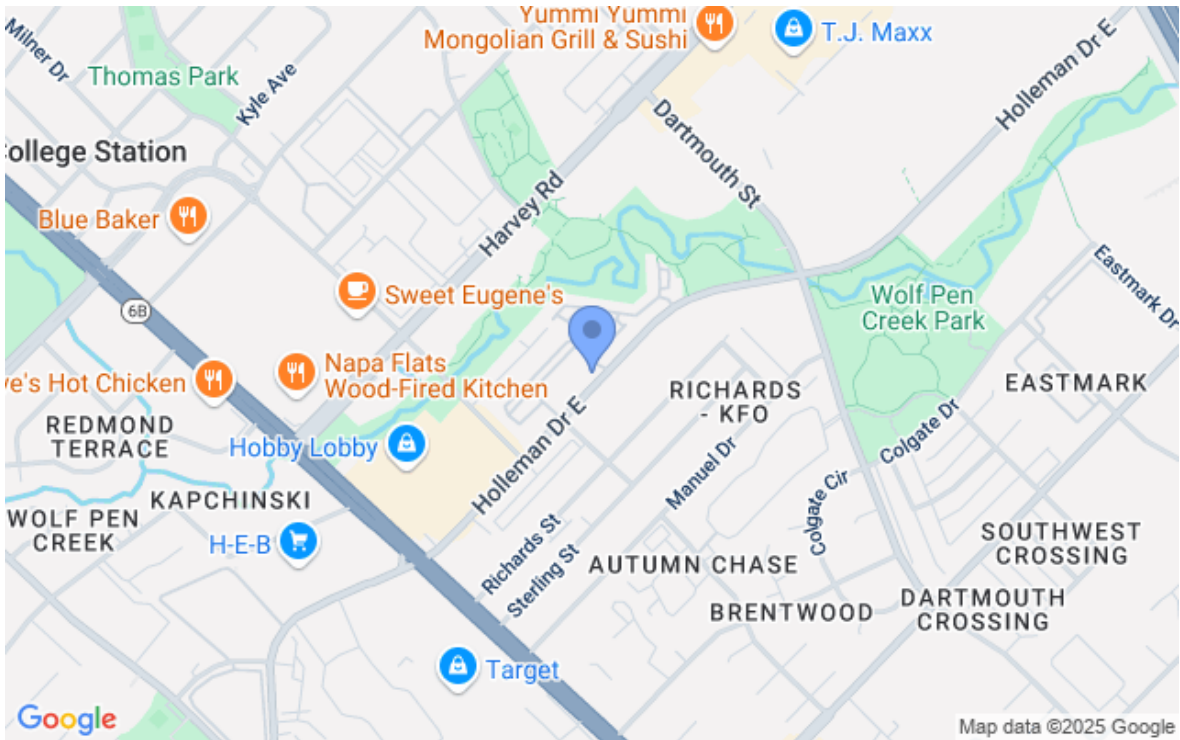 Yummi Yummi
Mongolian Grill & Sushi
T.J. Maxx
Milner Dr
Thomas Park
Kyle Ave
Holleman Dr E
Dartmouth St
College Station
Harvey Rd
Blue Baker
Eastmark Dr
6B
Sweet Eugene's
Wolf Pen
Creek Park
Napa Flats
Wood-Fired Kitchen
ve's Hot Chicken
RICHARDS
- KFO
EASTMARK
REDMOND
TERRACE
Hobby Lobby
Holleman Dr E
Colgate Dr
Manuel Dr
Colgate Cir
KAPCHINSKI
WOLF PEN
CREEK
H-E-B
Richards St
Sterling St
SOUTHWEST
CROSSING
AUTUMN CHASE
BRENTWOOD
DARTMOUTH
CROSSING
Target
Google
Map data ©2025 Google